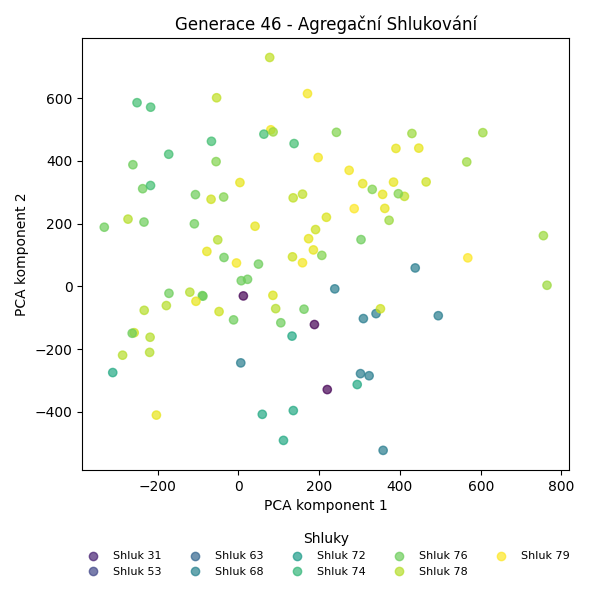 Generace 46 - Agregační Shlukování
PCA komponent 2
600
400
200
0
−200
−400
−200
0
200
400
600
800
PCA komponent 1
Shluky
Shluk 31
Shluk 63
Shluk 72
Shluk 76
Shluk 79
Shluk 53
Shluk 68
Shluk 74
Shluk 78